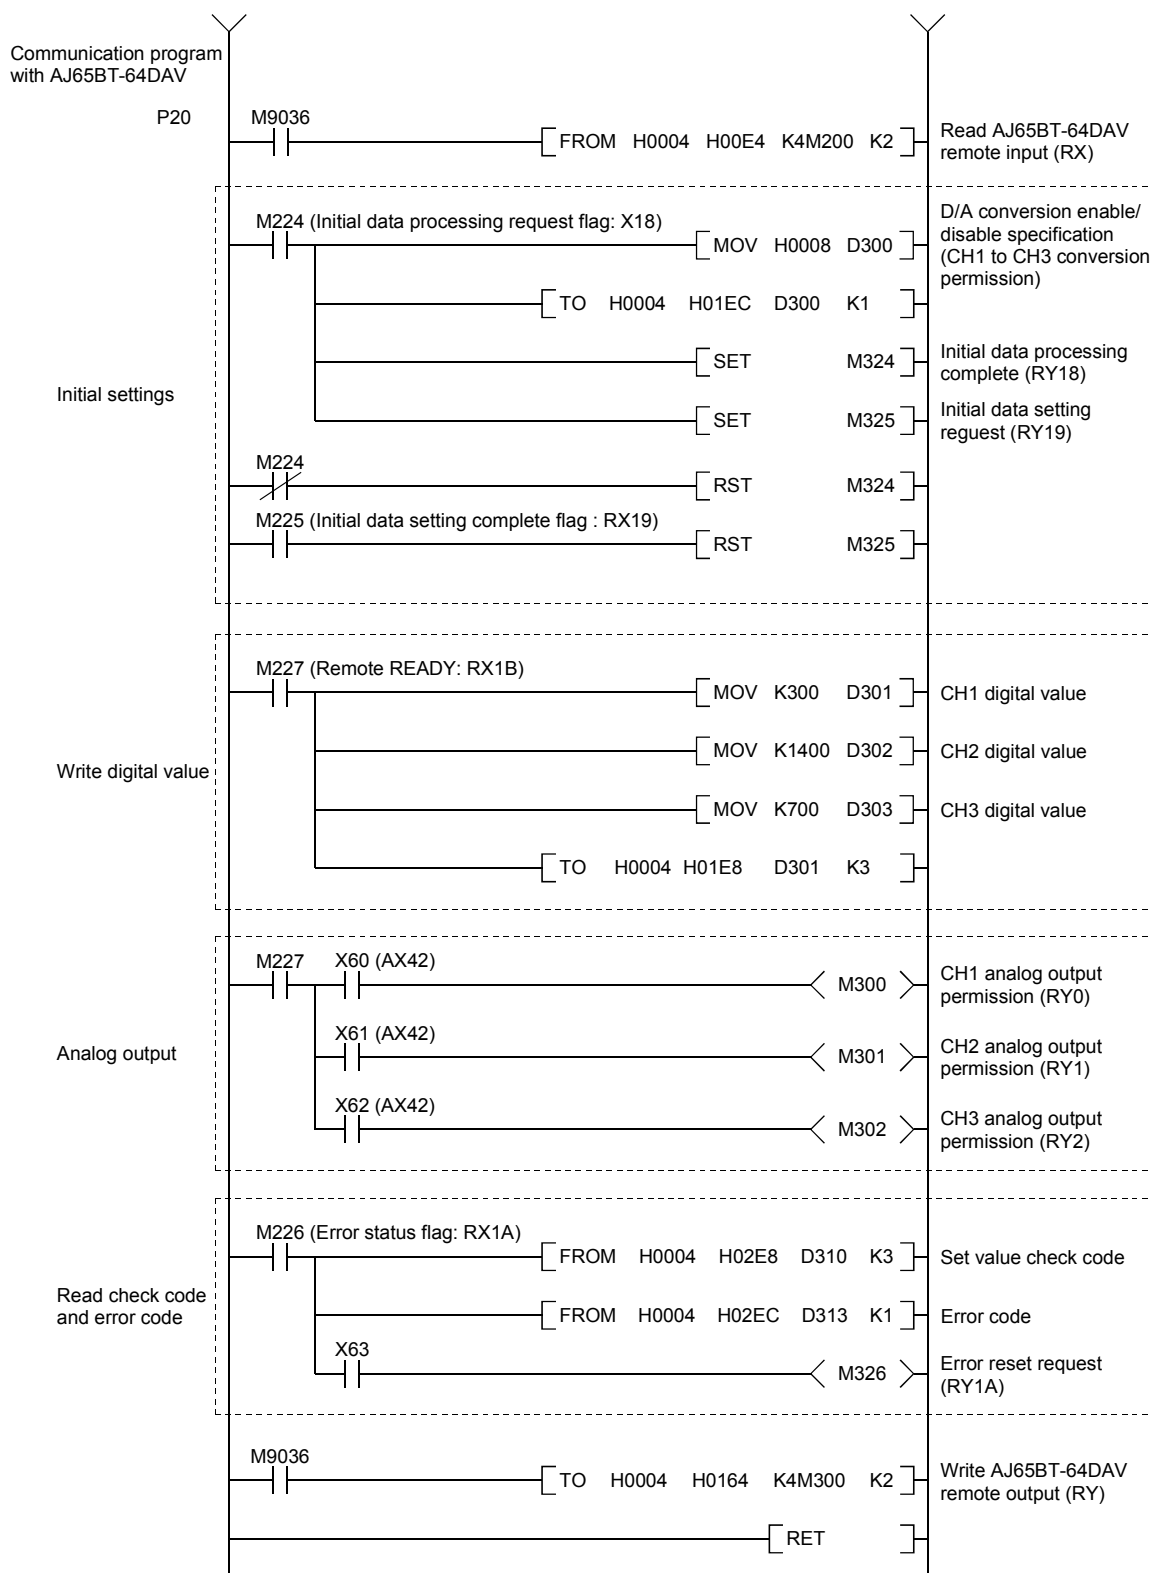 Communication program
with AJ65BT-64DAV
P20
M9036
FROM H0004 H00E4 K4M200 K2
Read AJ65BT-64DAV
remote input (RX)
M224 (Initial data processing request flag: X18)
MOV H0008 D300
D/A conversion enable/
disable specification
(CH1 to CH3 conversion
permission)
TO H0004 H01EC D300 K1
SET M324
Initial data processing
complete (RY18)
Initial settings
SET M325
Initial data setting
reguest (RY19)
M224
RST M324
M225 (Initial data setting complete flag : RX19)
RST M325
M227 (Remote READY: RX1B)
MOV K300 D301
CH1 digital value
MOV K1400 D302
CH2 digital value
Write digital value
MOV K700 D303
CH3 digital value
TO H0004 H01E8 D301 K3
M227
X60 (AX42)
M300
CH1 analog output
permission (RY0)
X61 (AX42)
M301
CH2 analog output
permission (RY1)
Analog output
X62 (AX42)
M302
CH3 analog output
permission (RY2)
M226 (Error status flag: RX1A)
FROM H0004 H02E8 D310 K3
Set value check code
Read check code
and error code
FROM H0004 H02EC D313 K1
Error code
X63
M326
Error reset request
(RY1A)
M9036
TO H0004 H0164 K4M300 K2
Write AJ65BT-64DAV
remote output (RY)
RET